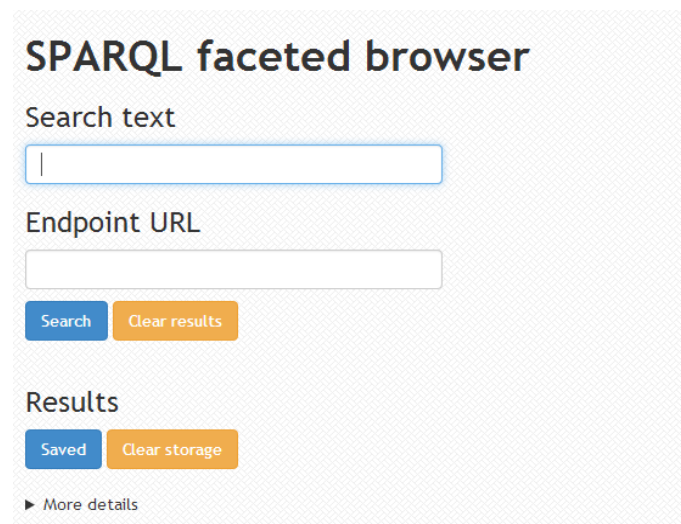 SPARQL faceted browser
Search text
Endpoint URL
Search Clear results
Results
Saved Clear storage
More details